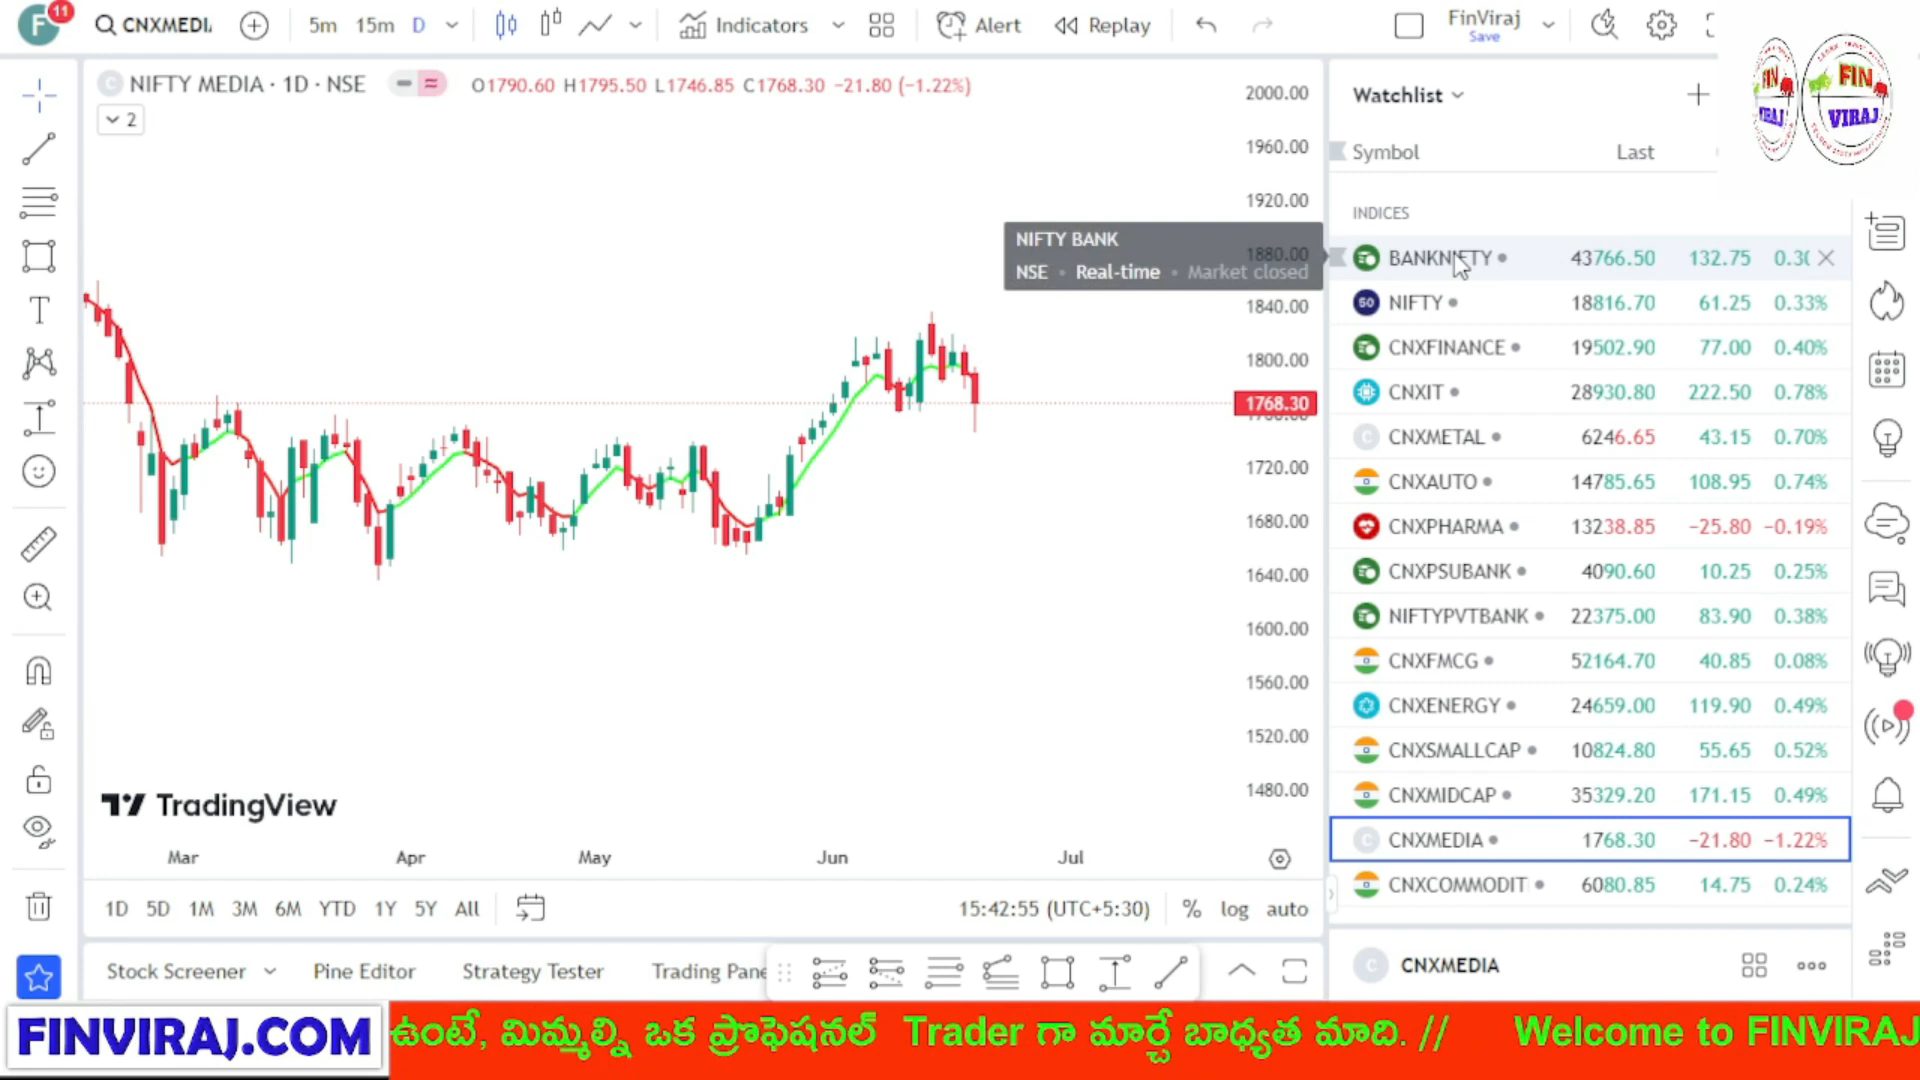 F 11 CNXMEDI 5m 15m D Indicators Alert Replay FinViraj
Save
NIFTY MEDIA · 1D · NSE O1790.60 H1795.50 L1746.85 C1768.30 −21.80 (−1.22%)
2
2000.00
1960.00
1920.00
1880.00
1840.00
1800.00
1768.30
1720.00
1680.00
1640.00
1600.00
1560.00
1520.00
1480.00
NIFTY BANK
NSE • Real-time • Market closed
TradingView
Mar Apr May Jun Jul
1D 5D 1M 3M 6M YTD 1Y 5Y All 15:42:55 (UTC+5:30) % log auto
Stock Screener Pine Editor Strategy Tester Trading Pane
Watchlist
Symbol Last
INDICES
BANKNIFTY 43766.50 132.75 0.30
NIFTY 18816.70 61.25 0.33%
CNXFINANCE 19502.90 77.00 0.40%
CNXIT 28930.80 222.50 0.78%
CNXMETAL 6246.65 43.15 0.70%
CNXAUTO 14785.65 108.95 0.74%
CNXPHARMA 13238.85 −25.80 −0.19%
CNXPSUBANK 4090.60 10.25 0.25%
NIFTYPVTBANK 22375.00 83.90 0.38%
CNXFMCG 52164.70 40.85 0.08%
CNXENERGY 24659.00 119.90 0.49%
CNXSMALLCAP 10824.80 55.65 0.52%
CNXMIDCAP 35329.20 171.15 0.49%
CNXMEDIA 1768.30 −21.80 −1.22%
CNXCOMMODIT 6080.85 14.75 0.24%
CNXMEDIA
FIN VIRAJ
FIN VIRAJ
FINVIRAJ.COM ఉంటే, మిమ్మల్ని ఒక ప్రొఫెషనల్ Trader గా మార్చే బాధ్యత మాది. // Welcome to FINVIRAJ